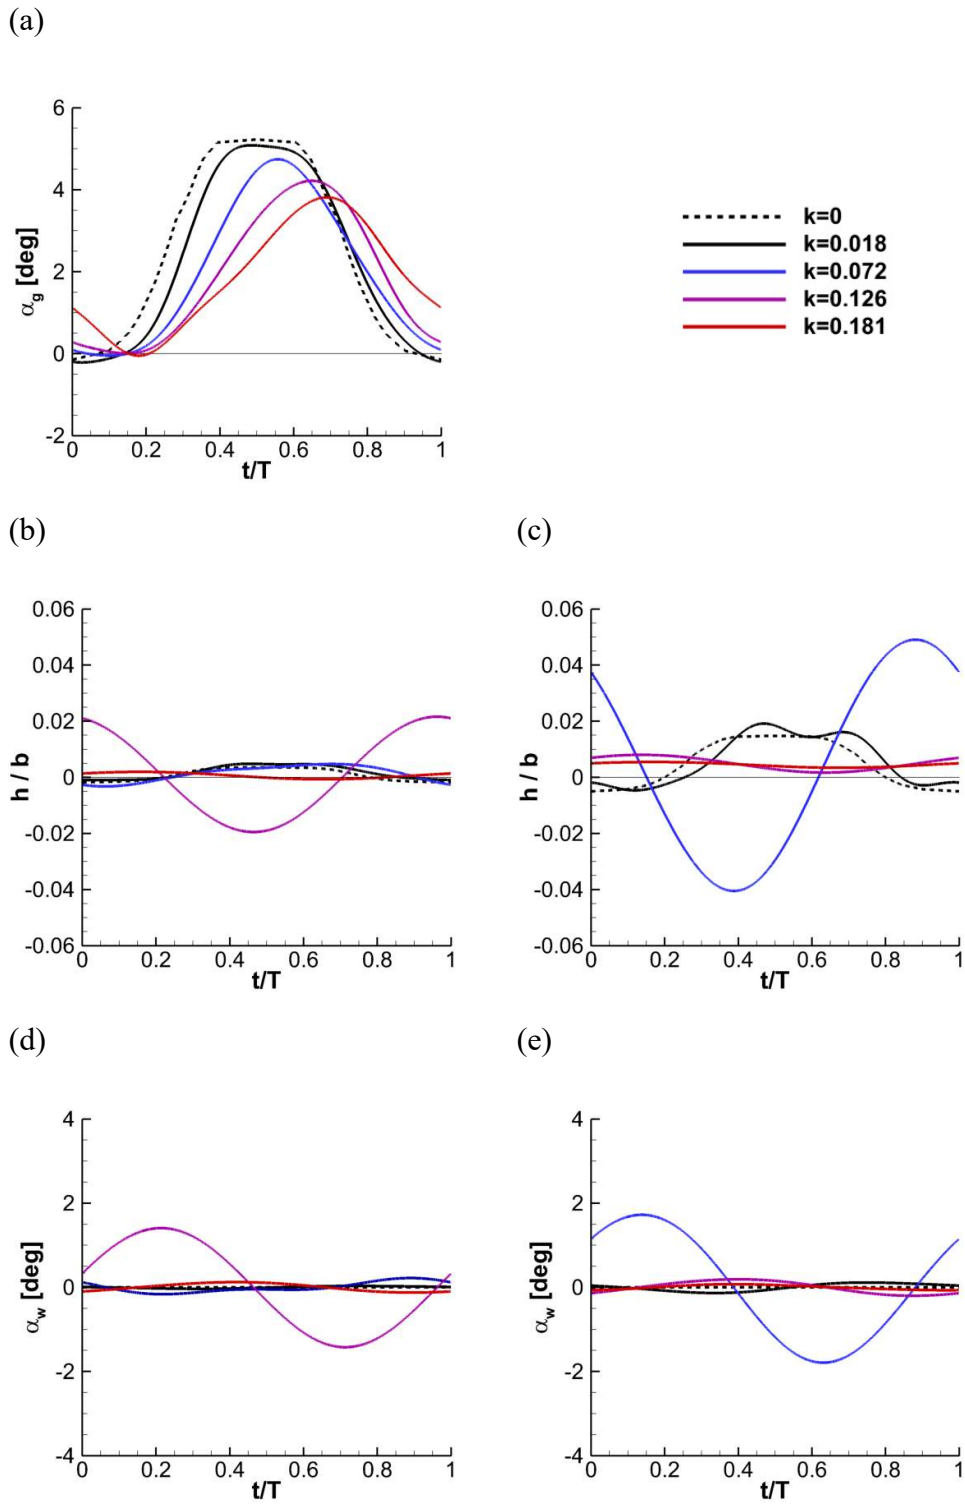 (a)
6
4
2
0
-2
α_g [deg]
0 0.2 0.4 0.6 0.8 1
t/T
k=0
k=0.018
k=0.072
k=0.126
k=0.181
(b)
0.06
0.04
0.02
0
-0.02
-0.04
-0.06
h / b
0 0.2 0.4 0.6 0.8 1
t/T
(c)
0.06
0.04
0.02
0
-0.02
-0.04
-0.06
h / b
0 0.2 0.4 0.6 0.8 1
t/T
(d)
4
2
0
-2
-4
α_w [deg]
0 0.2 0.4 0.6 0.8 1
t/T
(e)
4
2
0
-2
-4
α_w [deg]
0 0.2 0.4 0.6 0.8 1
t/T